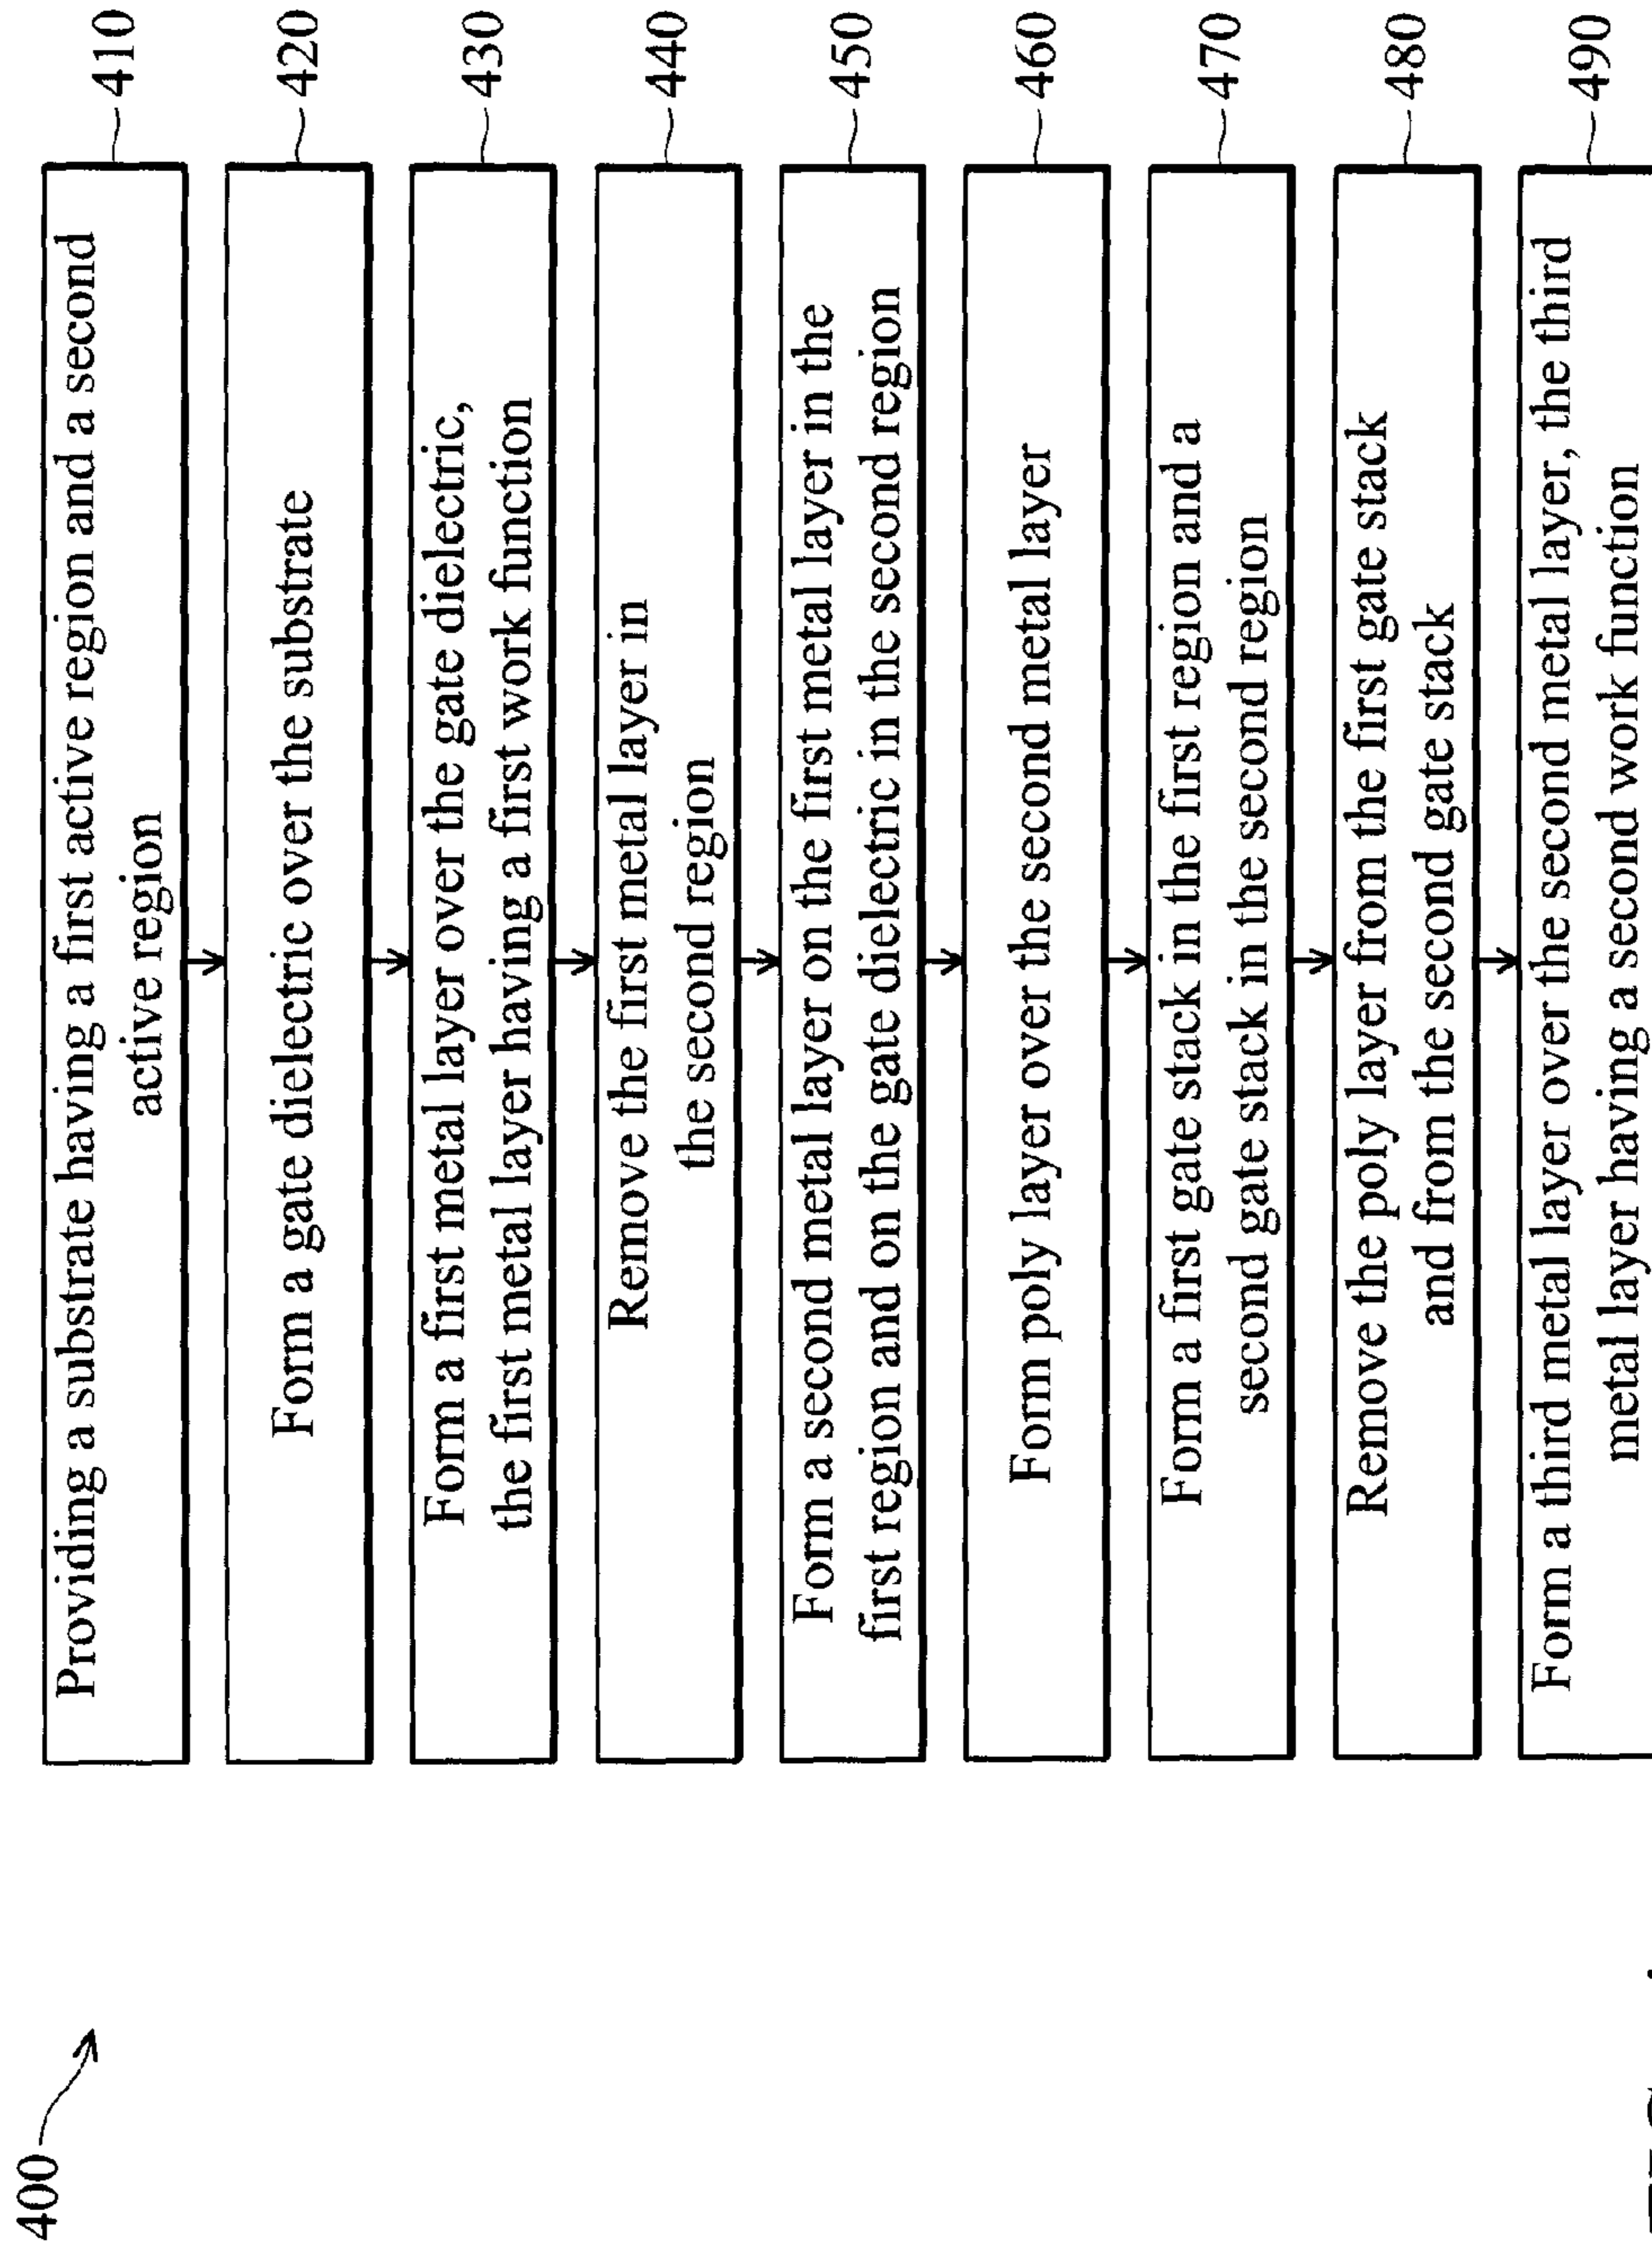 400
Providing a substrate having a first active region and a second
active region
410
Form a gate dielectric over the substrate
420
Form a first metal layer over the gate dielectric,
the first metal layer having a first work function
430
Remove the first metal layer in
the second region
440
Form a second metal layer on the first metal layer in the
first region and on the gate dielectric in the second region
450
Form poly layer over the second metal layer
460
Form a first gate stack in the first region and a
second gate stack in the second region
470
Remove the poly layer from the first gate stack
and from the second gate stack
480
Form a third metal layer over the second metal layer, the third
metal layer having a second work function
490